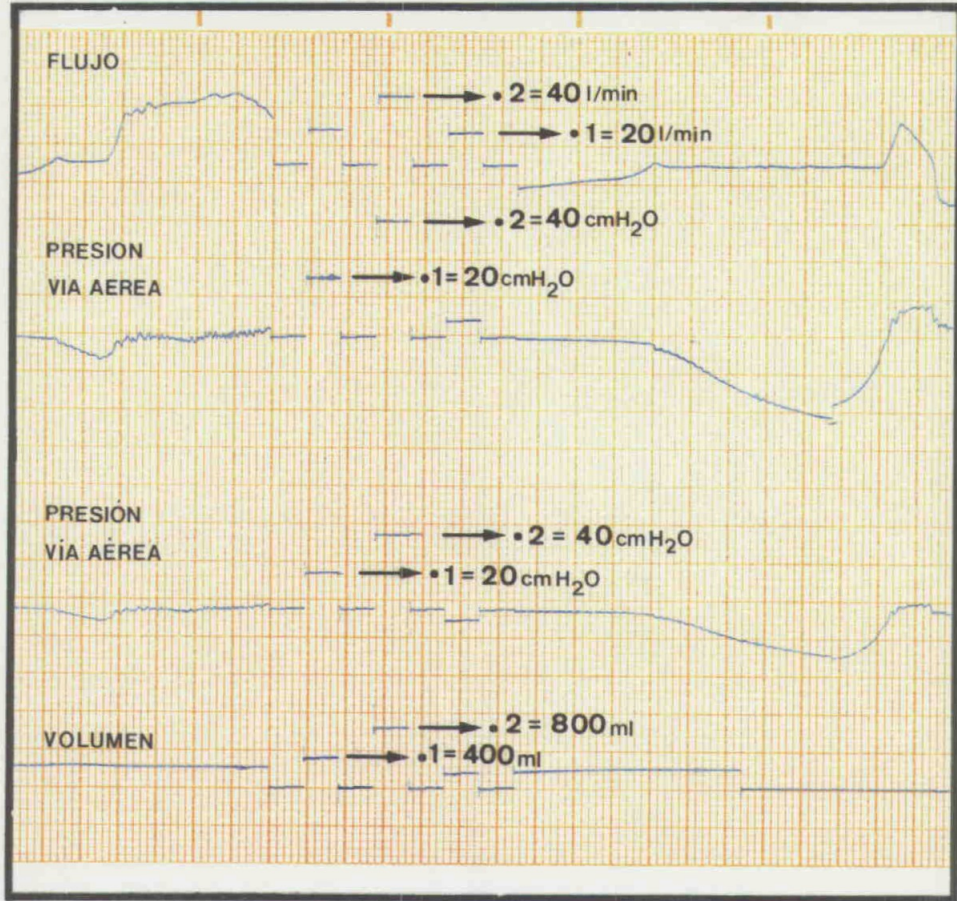 FLUJO
• 2 = 40 l/min
• 1 = 20 l/min
• 2 = 40 cmH₂O
PRESION
VIA AEREA
• 1 = 20 cmH₂O
PRESIÓN
VÍA AÉREA
• 2 = 40 cmH₂O
• 1 = 20 cmH₂O
VOLUMEN
• 2 = 800 ml
• 1 = 400 ml